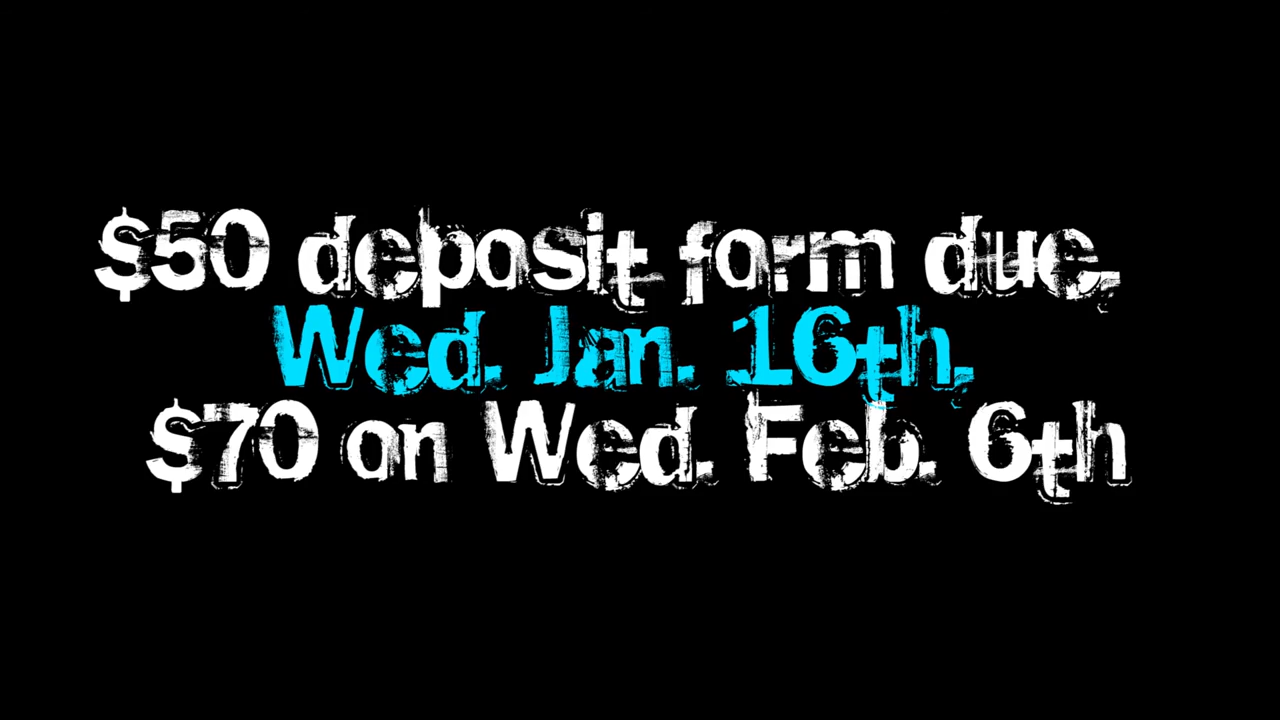 $50 deposit form due,
Wed. Jan. 16th.
$70 on Wed. Feb. 6th